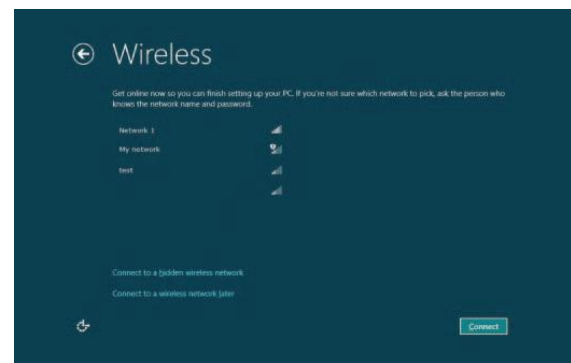 Wireless
Get online now so you can finish setting up your PC. If you're not sure which network to pick, ask the person who
knows the network name and password.
Network 1
My network
test
Connect to a hidden wireless network
Connect to a wireless network later
Connect